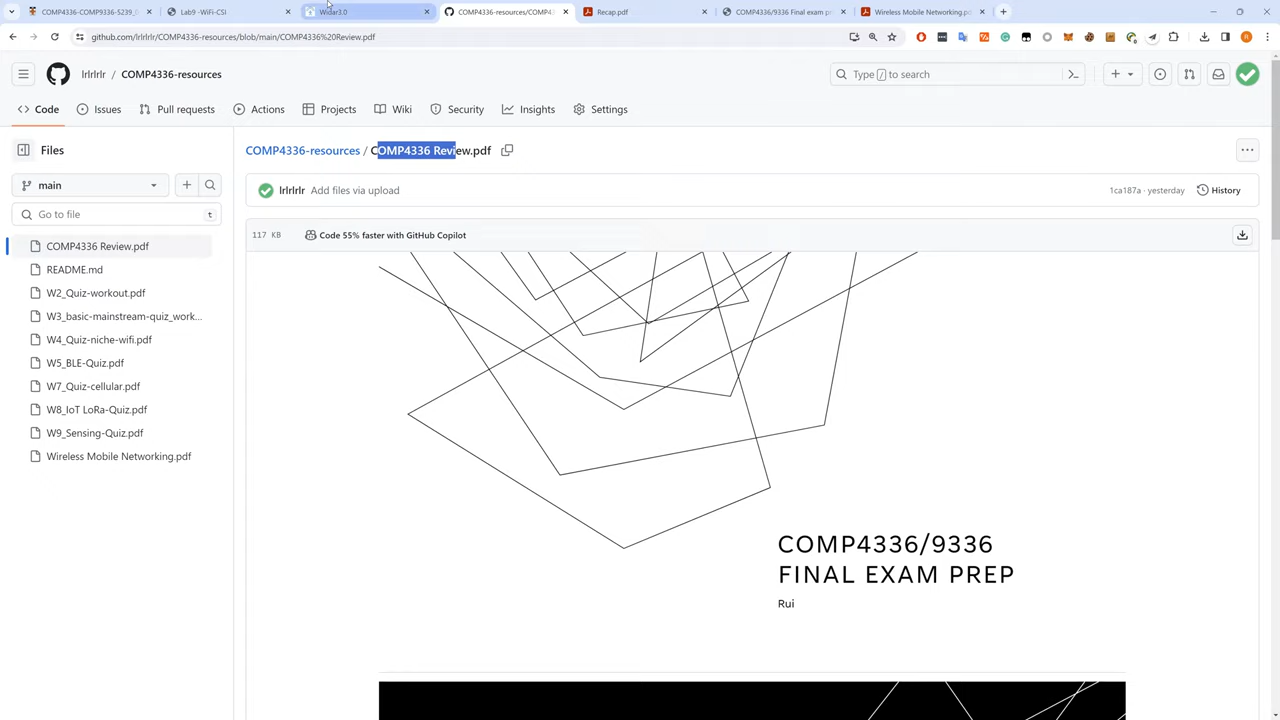 COMP4336-COMP9336-5239_0
Lab9 -WiFi-CSI
Widar3.0
COMP4336-resources/COMP4
Recap.pdf
COMP4336/9336 Final exam pr
Wireless Mobile Networking.pd
github.com/lrlrlrlr/COMP4336-resources/blob/main/COMP4336%20Review.pdf
lrlrlrlr / COMP4336-resources
Type / to search
Code
Issues
Pull requests
Actions
Projects
Wiki
Security
Insights
Settings
Files
COMP4336-resources / COMP4336 Review.pdf
main
lrlrlrlr Add files via upload
1ca187a · yesterday
History
Go to file
t
117 KB
Code 55% faster with GitHub Copilot
COMP4336 Review.pdf
README.md
W2_Quiz-workout.pdf
W3_basic-mainstream-quiz_work...
W4_Quiz-niche-wifi.pdf
W5_BLE-Quiz.pdf
W7_Quiz-cellular.pdf
W8_IoT LoRa-Quiz.pdf
W9_Sensing-Quiz.pdf
Wireless Mobile Networking.pdf
COMP4336/9336
FINAL EXAM PREP
Rui